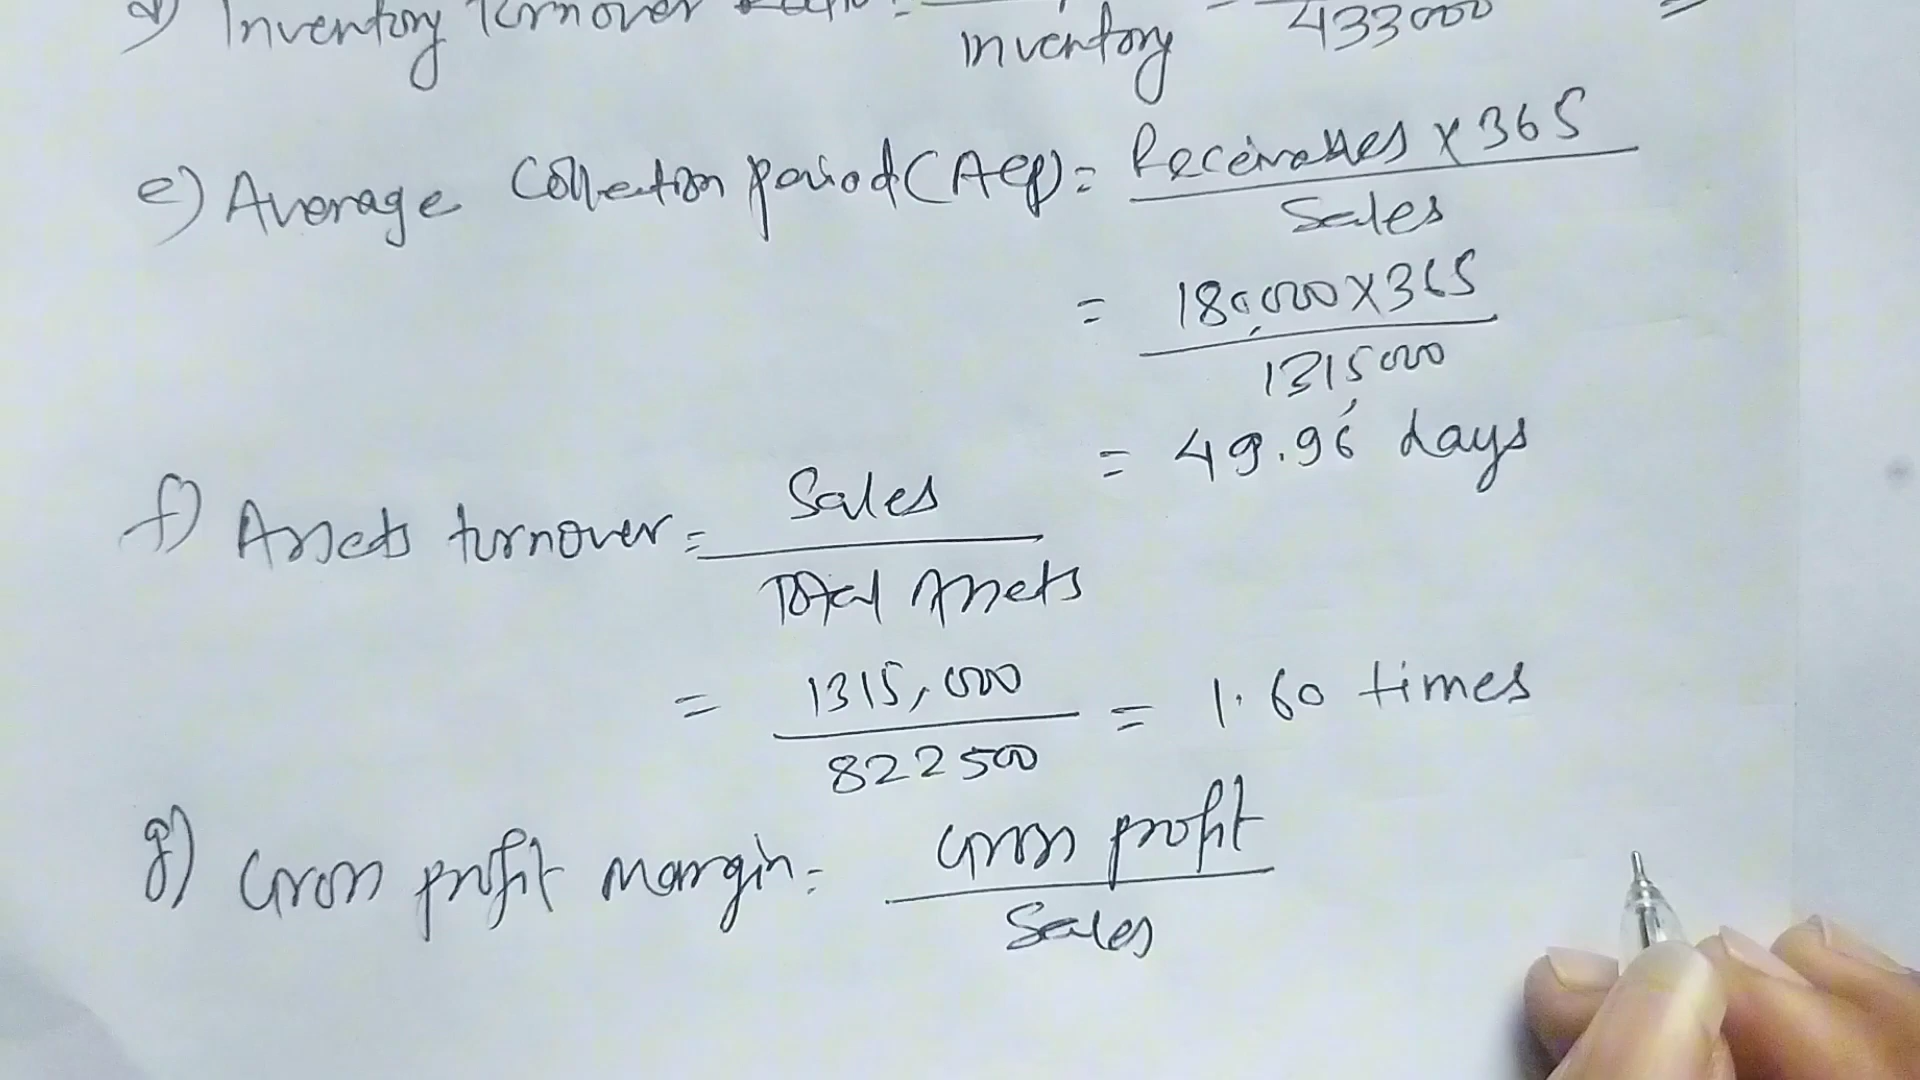 d) Inventory Turnover =
Inventory 433000 =
e) Average Collection period (ACP) = Receivables x 365
Sales
= 180,000 x 365
1315000
= 49.96 days
f) Assets turnover = Sales
Total Assets
= 1315,000 = 1.60 times
822500
g) Gross profit margin = Gross profit
Sales